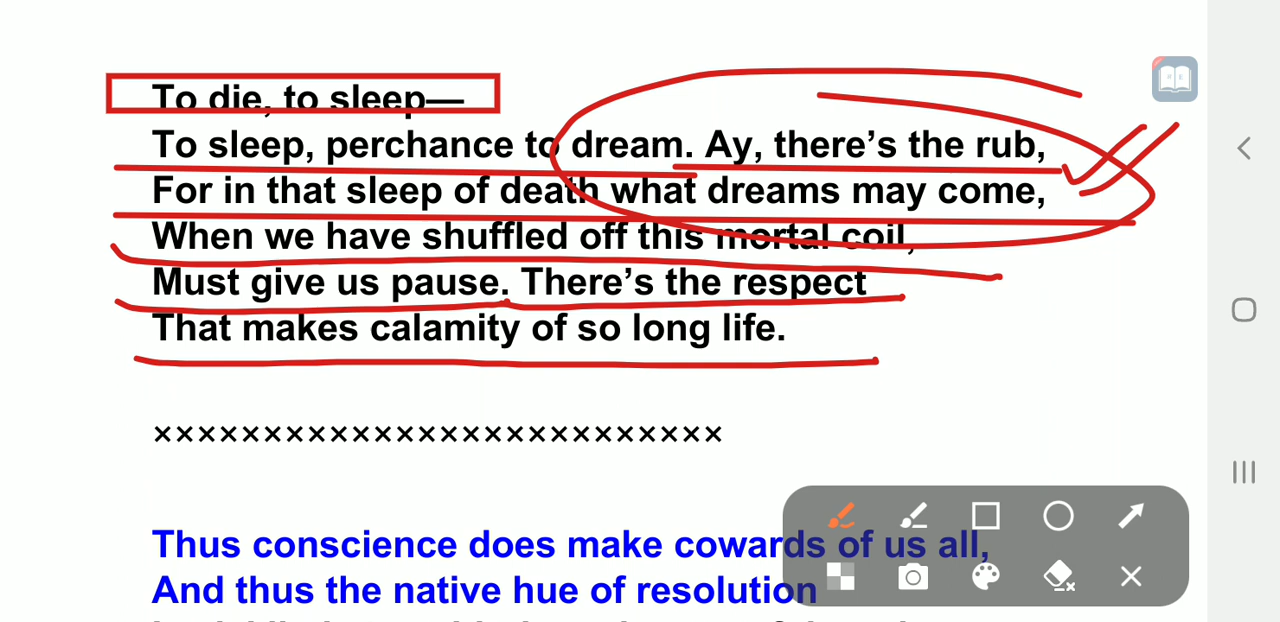 To die, to sleep—
To sleep, perchance to dream. Ay, there's the rub,
For in that sleep of death what dreams may come,
When we have shuffled off this mortal coil,
Must give us pause. There's the respect
That makes calamity of so long life.
××××××××××××××××××××××××××
Thus conscience does make cowards of us all,
And thus the native hue of resolution